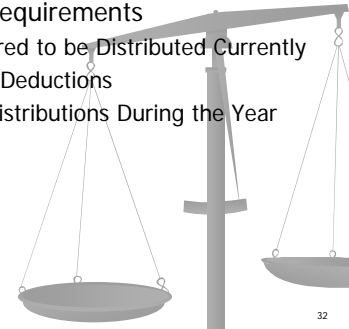 equirements
red to be Distributed Currently
Deductions
istributions During the Year
32